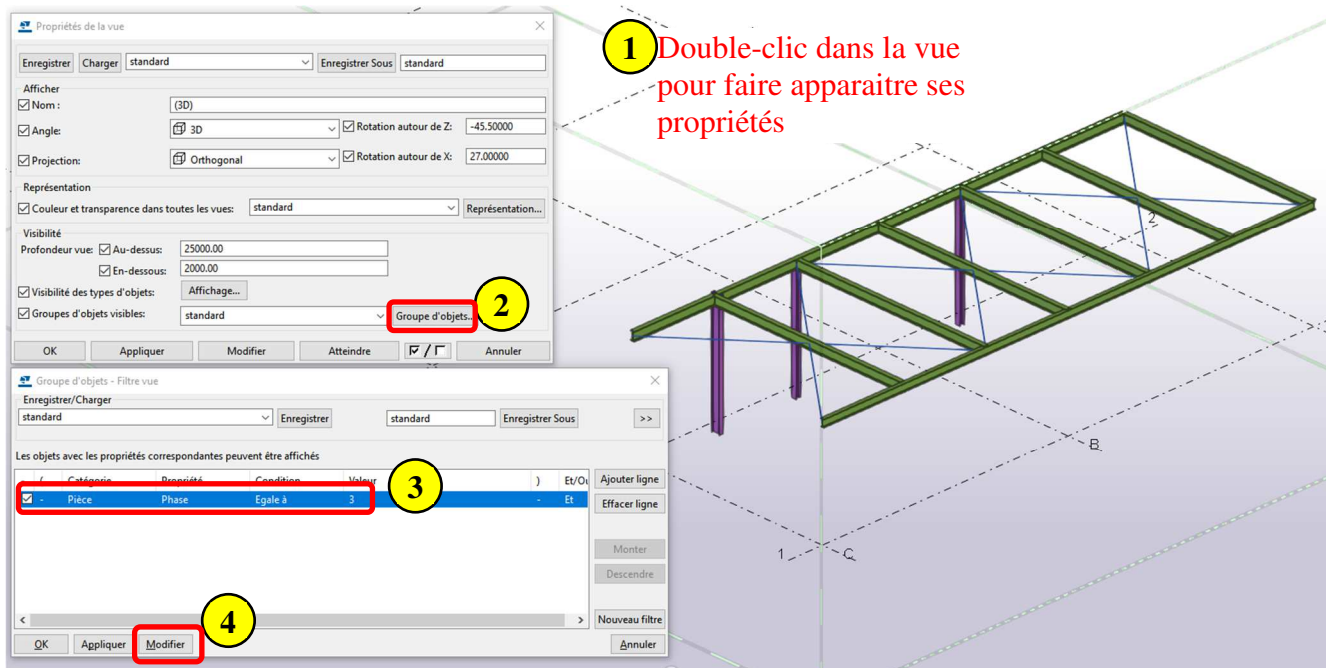 Propriétés de la vue
Enregistrer Charger standard Enregistrer Sous standard
Afficher
Nom : (3D)
Angle: 3D Rotation autour de Z: -45.50000
Projection: Orthogonal Rotation autour de X: 27.00000
Représentation
Couleur et transparence dans toutes les vues: standard Représentation...
Visibilité
Profondeur vue: Au-dessus: 25000.00
En-dessous: 2000.00
Visibilité des types d'objets: Affichage...
Groupes d'objets visibles: standard Groupe d'objets...
2
OK Appliquer Modifier Atteindre / Annuler
1 Double-clic dans la vue
pour faire apparaitre ses
propriétés
Groupe d'objets - Filtre vue
Enregistrer/Charger
standard Enregistrer standard Enregistrer Sous >>
Les objets avec les propriétés correspondantes peuvent être affichés
( Catégorie Propriété Condition Valeur ) Et/Ou
- Pièce Phase Egale à 3 - Et
3
Ajouter ligne
Effacer ligne
Monter
Descendre
Nouveau filtre
4
OK Appliquer Modifier Annuler
2
3
B
1 C